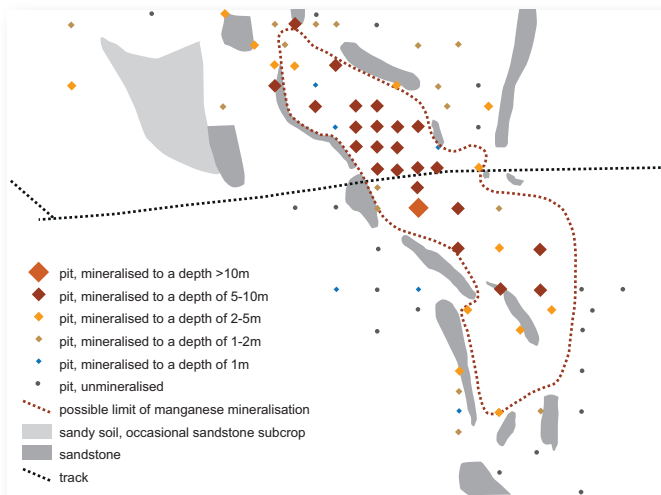 pit, mineralised to a depth >10m
pit, mineralised to a depth of 5-10m
pit, mineralised to a depth of 2-5m
pit, mineralised to a depth of 1-2m
pit, mineralised to a depth of 1m
pit, unmineralised
possible limit of manganese mineralisation
sandy soil, occasional sandstone subcrop
sandstone
track